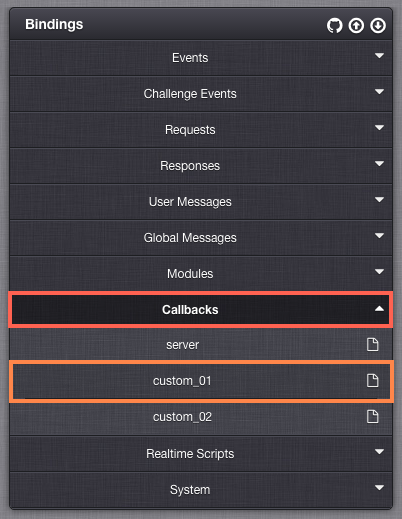 Bindings
Events
Challenge Events
Requests
Responses
User Messages
Global Messages
Modules
Callbacks
server
custom_01
custom_02
Realtime Scripts
System